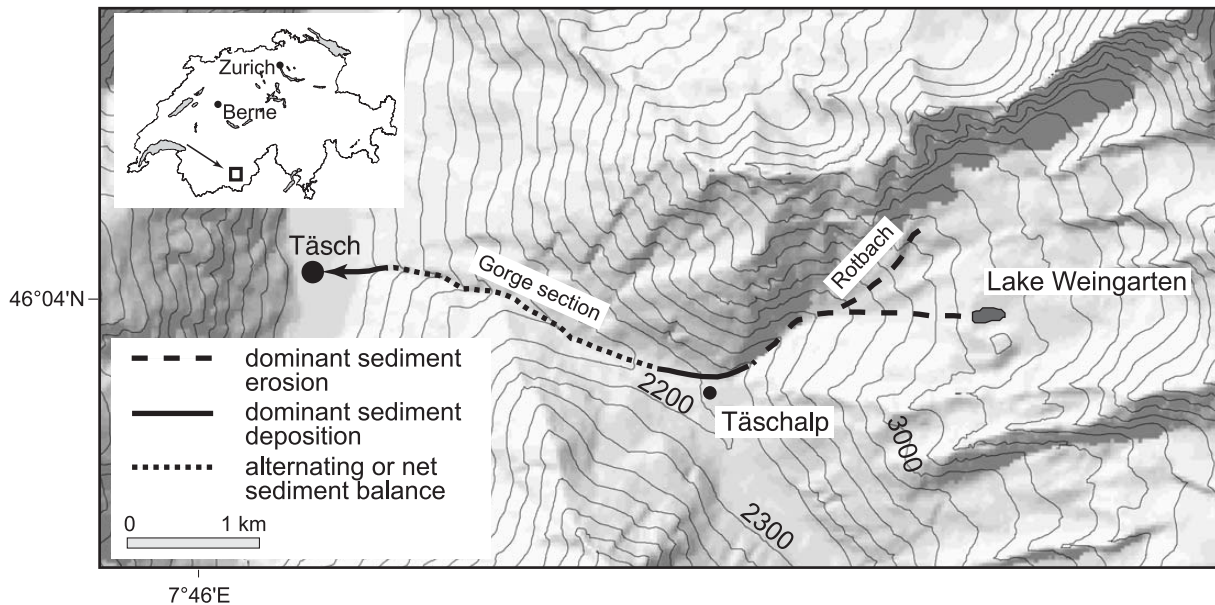 Zurich
Berne
Täsch
Gorge section
Rotbach
Lake Weingarten
46°04'N
2200
Täschalp
3000
2300
dominant sediment
erosion
dominant sediment
deposition
alternating or net
sediment balance
0 1 km
7°46'E